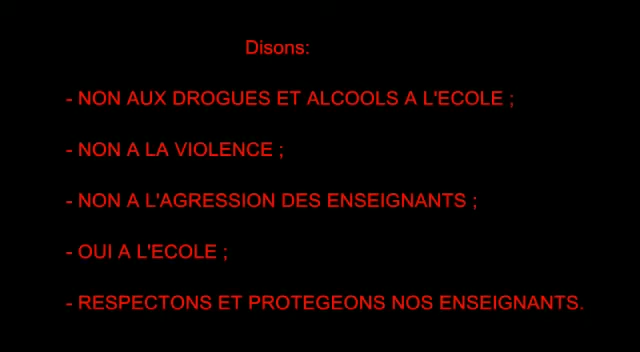 Disons:
- NON AUX DROGUES ET ALCOOLS A L'ECOLE ;
- NON A LA VIOLENCE ;
- NON A L'AGRESSION DES ENSEIGNANTS ;
- OUI A L'ECOLE ;
- RESPECTONS ET PROTEGEONS NOS ENSEIGNANTS.